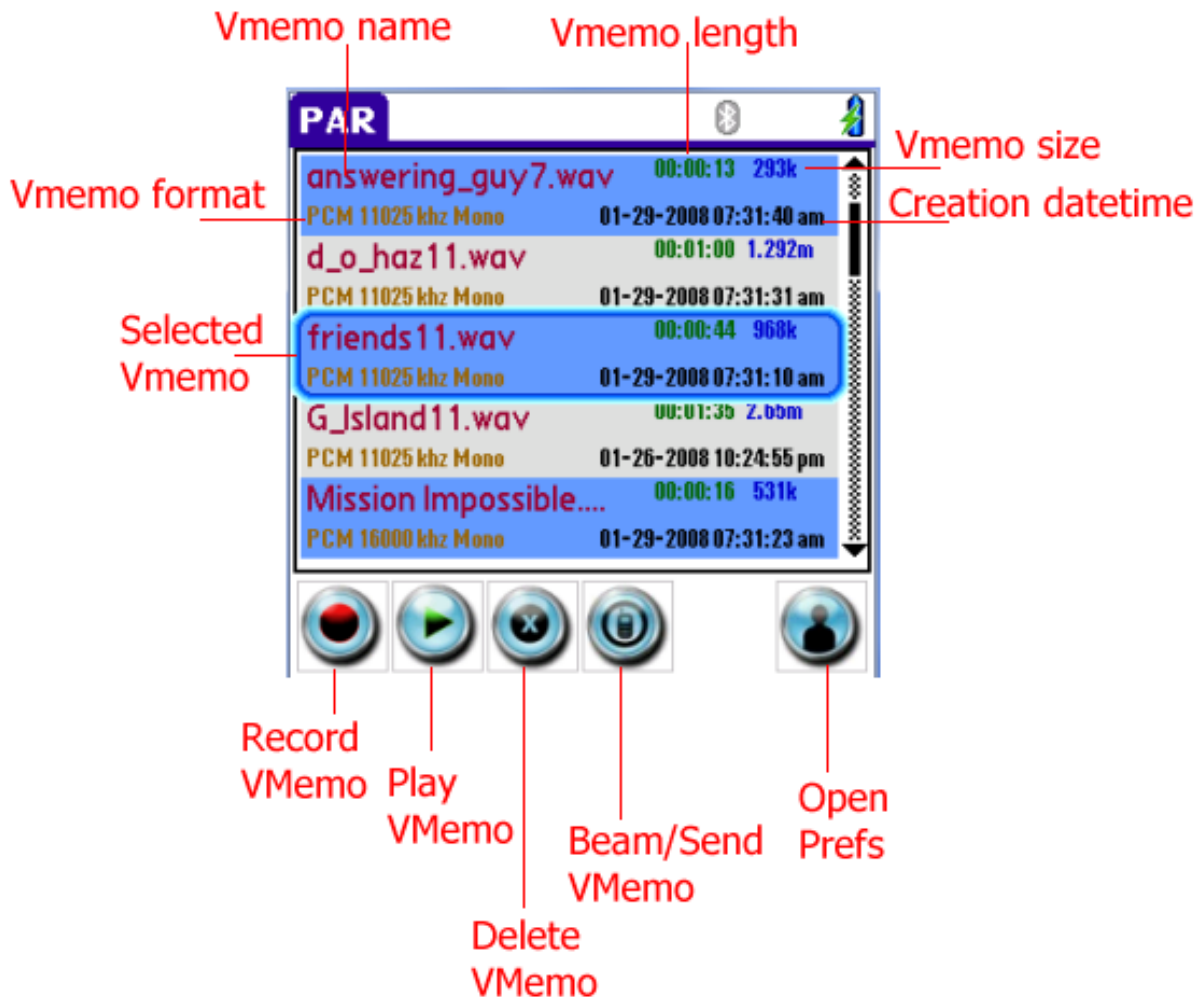 Vmemo name
Vmemo length
PAR
Vmemo size
answering_guy7.wav 00:00:13 293k
Vmemo format
Creation datetime
PCM 11025 khz Mono 01-29-2008 07:31:40 am
d_o_haz11.wav 00:01:00 1.292m
PCM 11025 khz Mono 01-29-2008 07:31:31 am
Selected
Vmemo
friends11.wav 00:00:44 968k
PCM 11025 khz Mono 01-29-2008 07:31:10 am
G_Island11.wav 00:01:35 2.65m
PCM 11025 khz Mono 01-26-2008 10:24:55 pm
Mission Impossible.... 00:00:16 531k
PCM 16000 khz Mono 01-29-2008 07:31:23 am
X
Record
VMemo
Play
VMemo
Delete
VMemo
Beam/Send
VMemo
Open
Prefs